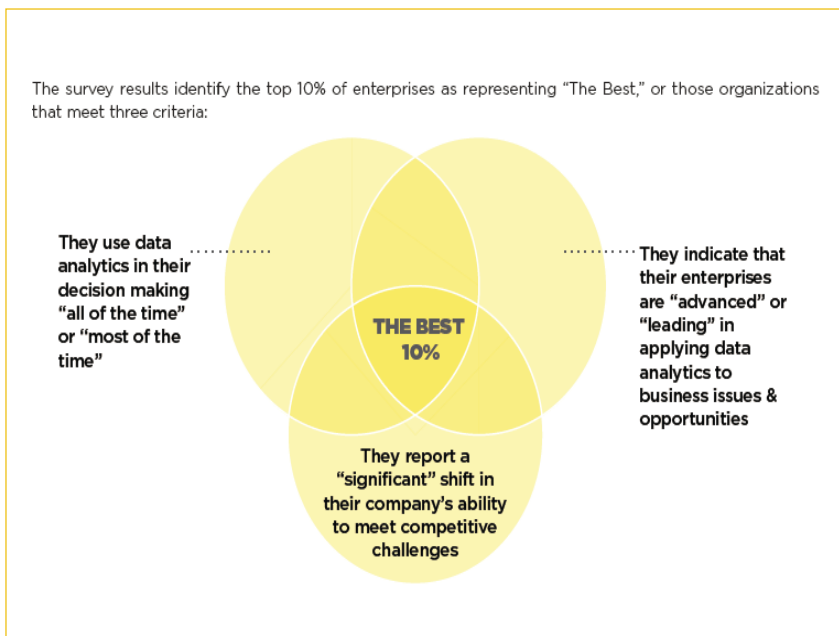 The survey results identify the top 10% of enterprises as representing “The Best,” or those organizations
that meet three criteria:
They use data
analytics in their
decision making
“all of the time”
or “most of the
time”
They indicate that
their enterprises
are “advanced” or
“leading” in
applying data
analytics to
business issues &
opportunities
THE BEST
10%
They report a
“significant” shift in
their company’s ability
to meet competitive
challenges